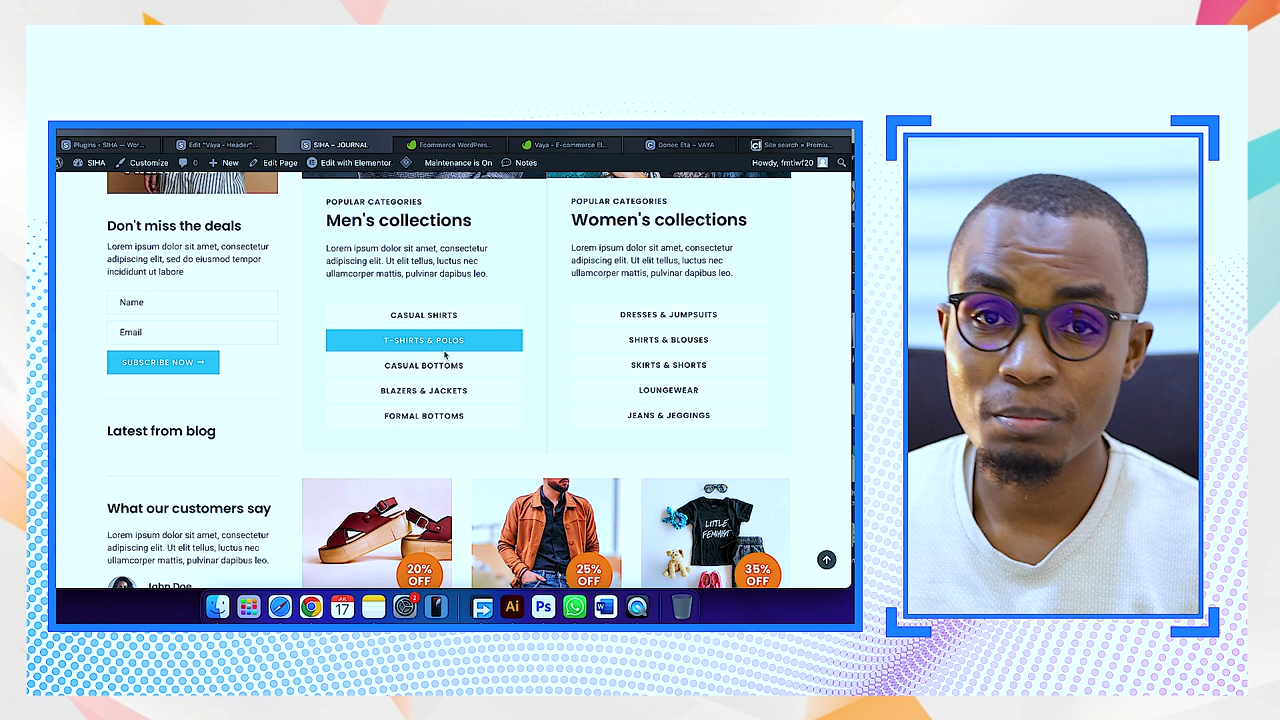 Plugins ‹ SIHA — Wor...
Edit "Vaya - Header"...
SIHA – JOURNAL
Ecommerce WordPres...
Vaya - E-commerce El...
Donec Eta – VAYA
Site search » Premiu...
SIHA
Customize
0
New
Edit Page
Edit with Elementor
Maintenance is On
Notes
Howdy, fmtiwf20
Don't miss the deals
Lorem ipsum dolor sit amet, consectetur
adipiscing elit, sed do eiusmod tempor
incididunt ut labore
Name
Email
SUBSCRIBE NOW →
Latest from blog
What our customers say
Lorem ipsum dolor sit amet, consectetur
adipiscing elit. Ut elit tellus, luctus nec
ullamcorper mattis, pulvinar dapibus leo.
John Doe
POPULAR CATEGORIES
Men's collections
Lorem ipsum dolor sit amet, consectetur
adipiscing elit. Ut elit tellus, luctus nec
ullamcorper mattis, pulvinar dapibus leo.
CASUAL SHIRTS
T-SHIRTS & POLOS
CASUAL BOTTOMS
BLAZERS & JACKETS
FORMAL BOTTOMS
POPULAR CATEGORIES
Women's collections
Lorem ipsum dolor sit amet, consectetur
adipiscing elit. Ut elit tellus, luctus nec
ullamcorper mattis, pulvinar dapibus leo.
DRESSES & JUMPSUITS
SHIRTS & BLOUSES
SKIRTS & SHORTS
LOUNGEWEAR
JEANS & JEGGINGS
20%
OFF
25%
OFF
LITTLE
FEMINIST
35%
OFF
JUL
17
2
Ai
Ps
W